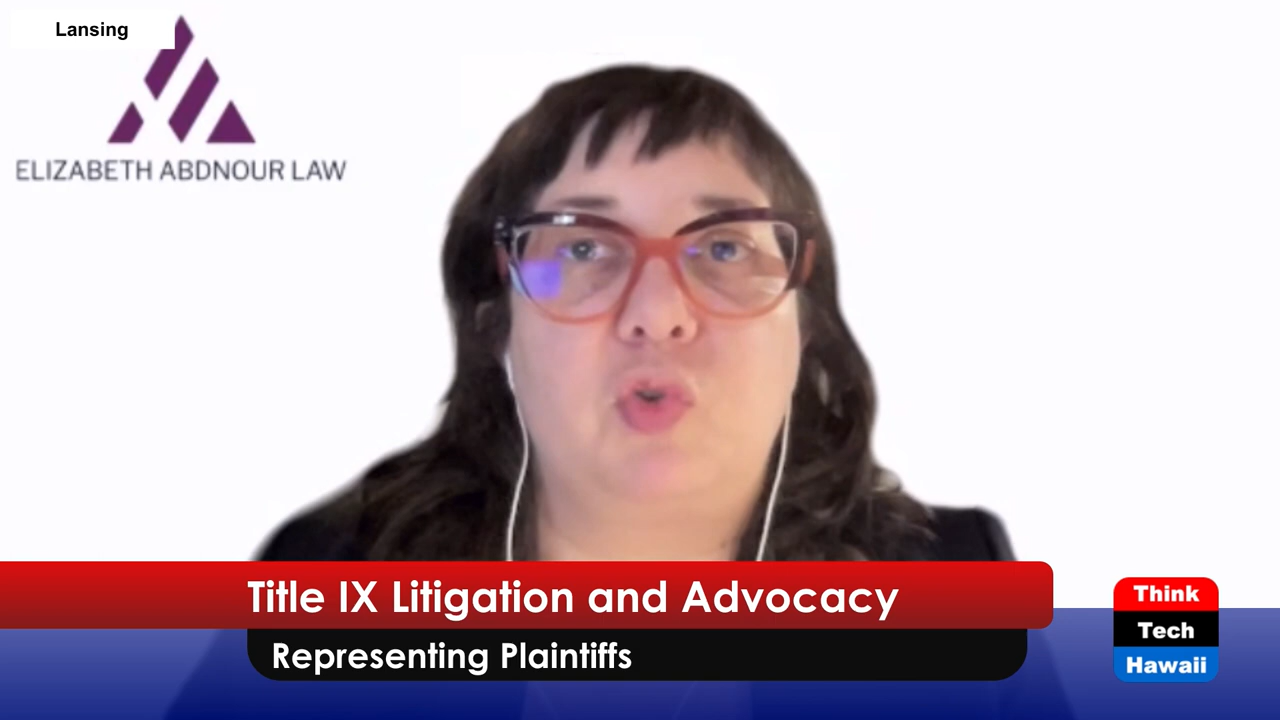 Lansing
ELIZABETH ABDNOUR LAW
Title IX Litigation and Advocacy
Representing Plaintiffs
Think
Tech
Hawaii